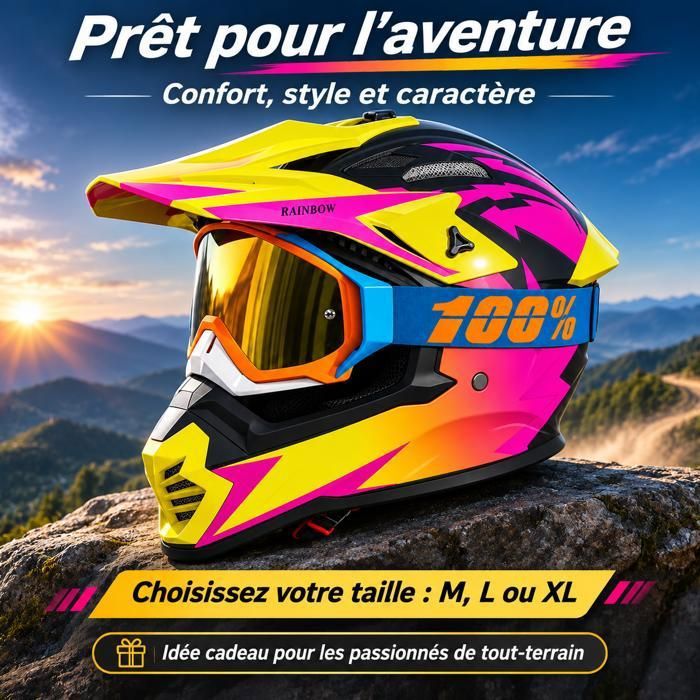 Prêt pour l'aventure
Confort, style et caractère
RAINBOW
100%
Choisissez votre taille : M, L ou XL
Idée cadeau pour les passionnés de tout-terrain